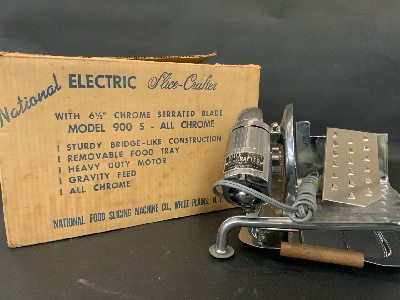 National ELECTRIC Slice-Crafter
WITH 6½" CHROME SERRATED BLADE
MODEL 900 S - ALL CHROME
1 STURDY BRIDGE-LIKE CONSTRUCTION
1 REMOVABLE FOOD TRAY
1 HEAVY DUTY MOTOR
1 GRAVITY FEED
1 ALL CHROME
NATIONAL FOOD SLICING MACHINE CO., WHITE PLAINS, N.Y.